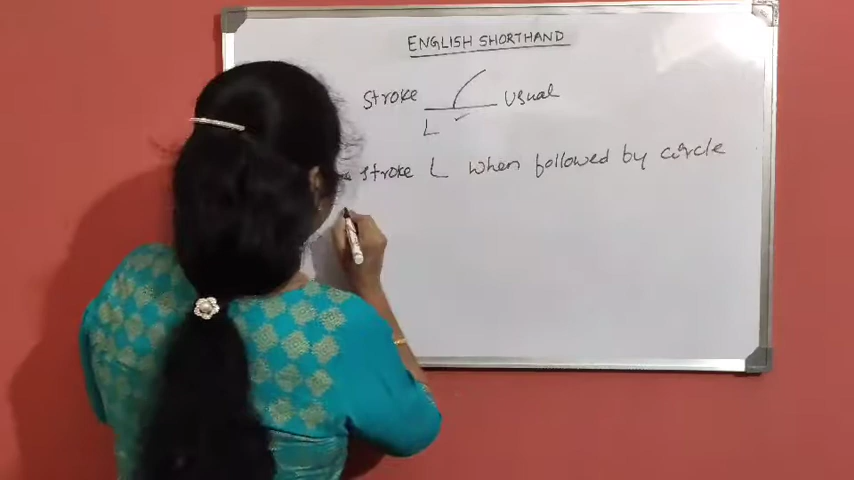 ENGLISH SHORTHAND
Stroke usual
L
Stroke L when followed by circle